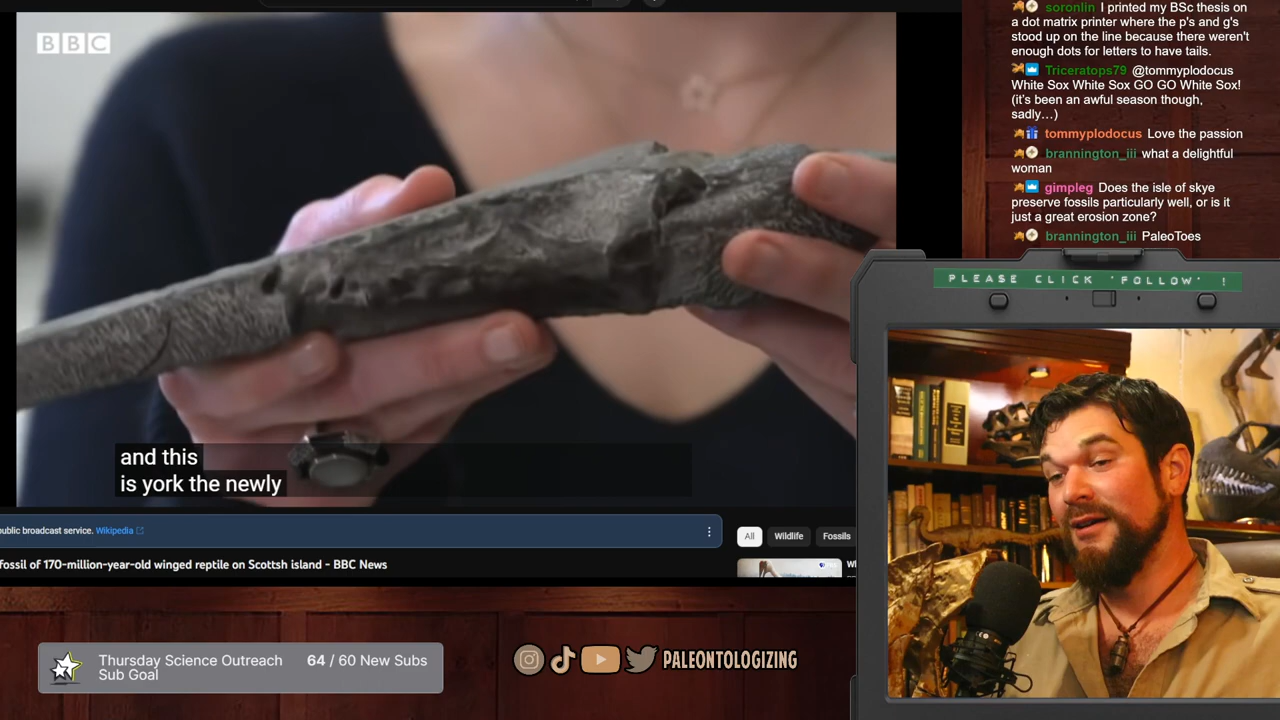 BBC
and this
is york the newly
public broadcast service. Wikipedia
All
Wildlife
Fossils
fossil of 170-million-year-old winged reptile on Scottsh island - BBC News
soronlin I printed my BSc thesis on
a dot matrix printer where the p's and g's
stood up on the line because there weren't
enough dots for letters to have tails.
Triceratops79 @tommyplodocus
White Sox White Sox GO GO White Sox!
(it's been an awful season though,
sadly…)
tommyplodocus Love the passion
brannington_iii what a delightful
woman
gimpleg Does the isle of skye
preserve fossils particularly well, or is it
just a great erosion zone?
brannington_iii PaleoToes
PLEASE CLICK 'FOLLOW' !
Thursday Science Outreach 64 / 60 New Subs
Sub Goal
PALEONTOLOGIZING